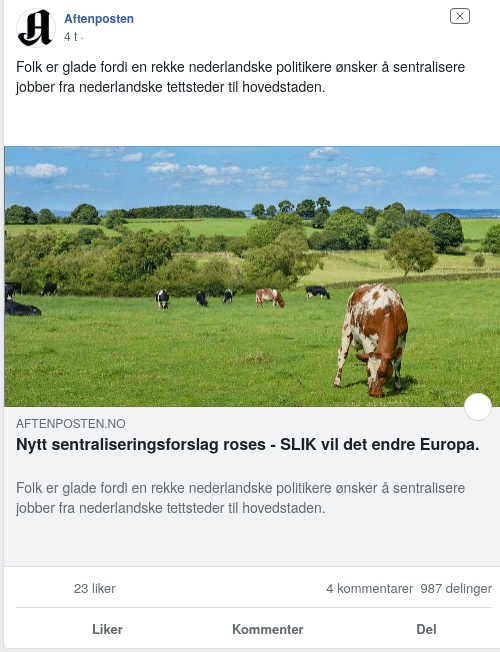 Aftenposten
4 t ·
Folk er glade fordi en rekke nederlandske politikere ønsker å sentralisere
jobber fra nederlandske tettsteder til hovedstaden.
AFTENPOSTEN.NO
Nytt sentraliseringsforslag roses - SLIK vil det endre Europa.
Folk er glade fordi en rekke nederlandske politikere ønsker å sentralisere
jobber fra nederlandske tettsteder til hovedstaden.
23 liker 4 kommentarer 987 delinger
Liker Kommenter Del